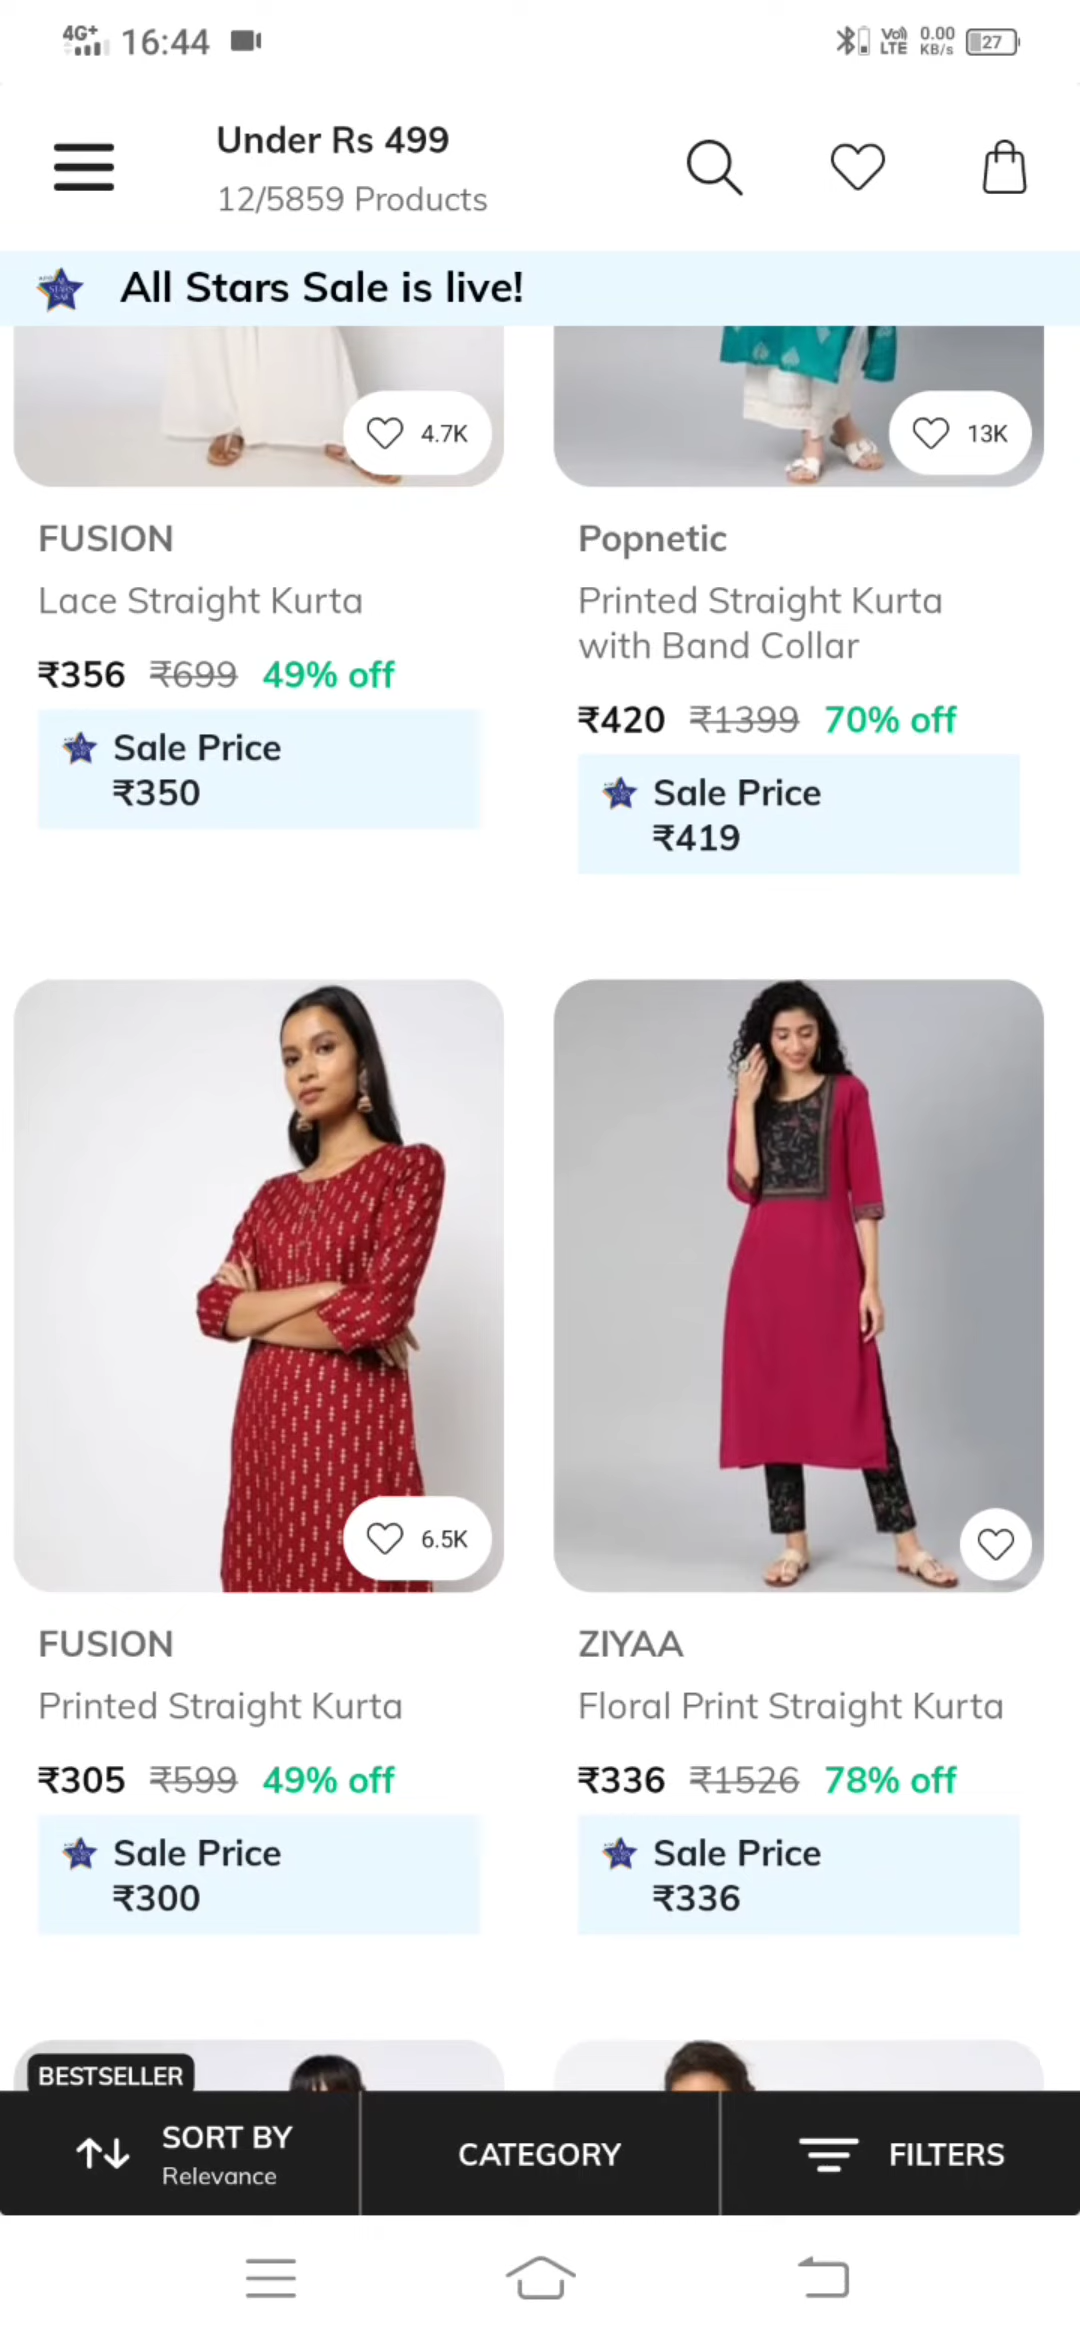 4G+ 16:44 Vo)) LTE 0.00 KB/s 27
Under Rs 499
12/5859 Products
All Stars Sale is live!
4.7K
13K
FUSION
Lace Straight Kurta
₹356 ₹699 49% off
Sale Price
₹350
Popnetic
Printed Straight Kurta
with Band Collar
₹420 ₹1399 70% off
Sale Price
₹419
6.5K
FUSION
Printed Straight Kurta
₹305 ₹599 49% off
Sale Price
₹300
ZIYAA
Floral Print Straight Kurta
₹336 ₹1526 78% off
Sale Price
₹336
BESTSELLER
SORT BY
Relevance
CATEGORY
FILTERS